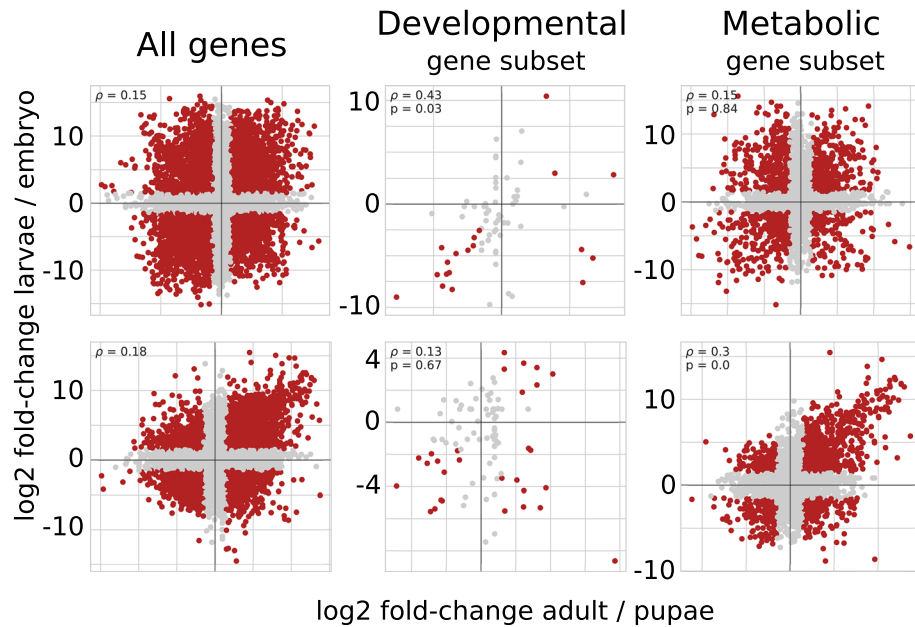 All genes
Developmental
gene subset
Metabolic
gene subset
log2 fold-change larvae / embryo
ρ = 0.15
10
0
-10
ρ = 0.43
p = 0.03
10
0
-10
ρ = 0.15
p = 0.84
10
0
-10
ρ = 0.18
10
0
-10
ρ = 0.13
p = 0.67
4
0
-4
ρ = 0.3
p = 0.0
10
0
-10
log2 fold-change adult / pupae